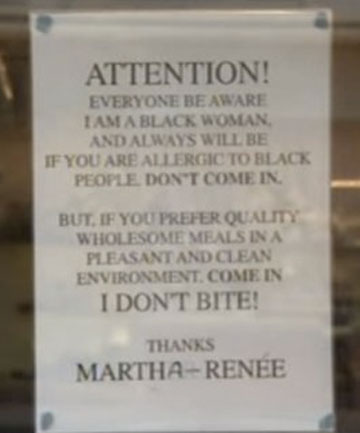 ATTENTION!
EVERYONE BE AWARE
I AM A BLACK WOMAN,
AND ALWAYS WILL BE
IF YOU ARE ALLERGIC TO BLACK
PEOPLE. DON'T COME IN.
BUT, IF YOU PREFER QUALITY
WHOLESOME MEALS IN A
PLEASANT AND CLEAN
ENVIRONMENT, COME IN
I DON'T BITE!
THANKS
MARTHA-RENÉE